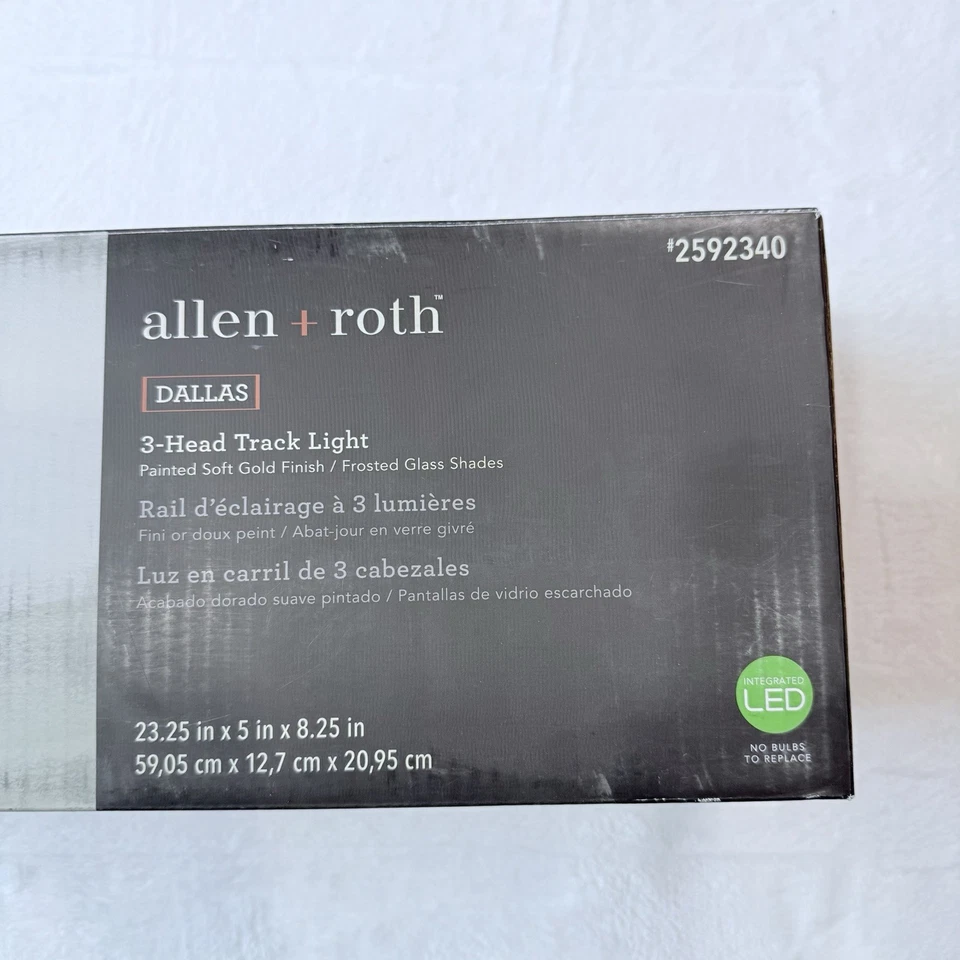 #2592340
allen + roth™
DALLAS
3-Head Track Light
Painted Soft Gold Finish / Frosted Glass Shades
Rail d'éclairage à 3 lumières
Fini or doux peint / Abat-jour en verre givré
Luz en carril de 3 cabezales
Acabado dorado suave pintado / Pantallas de vidrio escarchado
INTEGRATED
LED
NO BULBS
TO REPLACE
23.25 in x 5 in x 8.25 in
59,05 cm x 12,7 cm x 20,95 cm